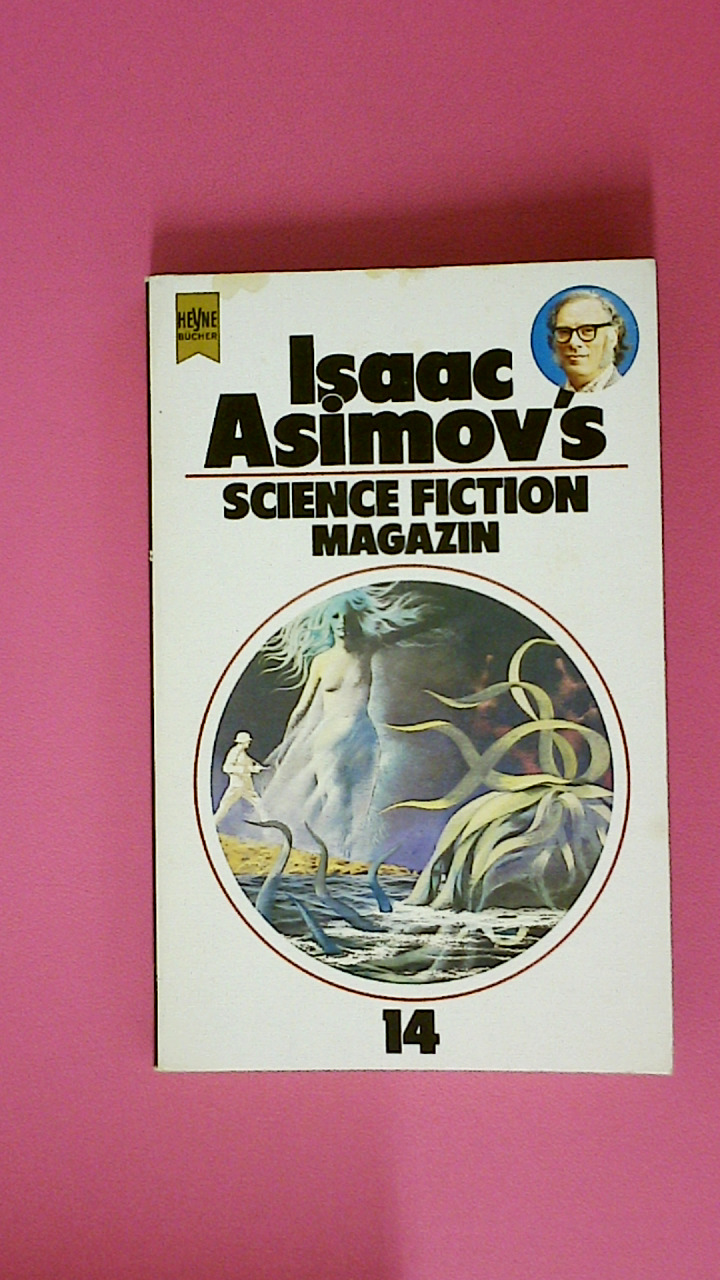 HEYNE
BÜCHER
Isaac
Asimov's
SCIENCE FICTION
MAGAZIN
14